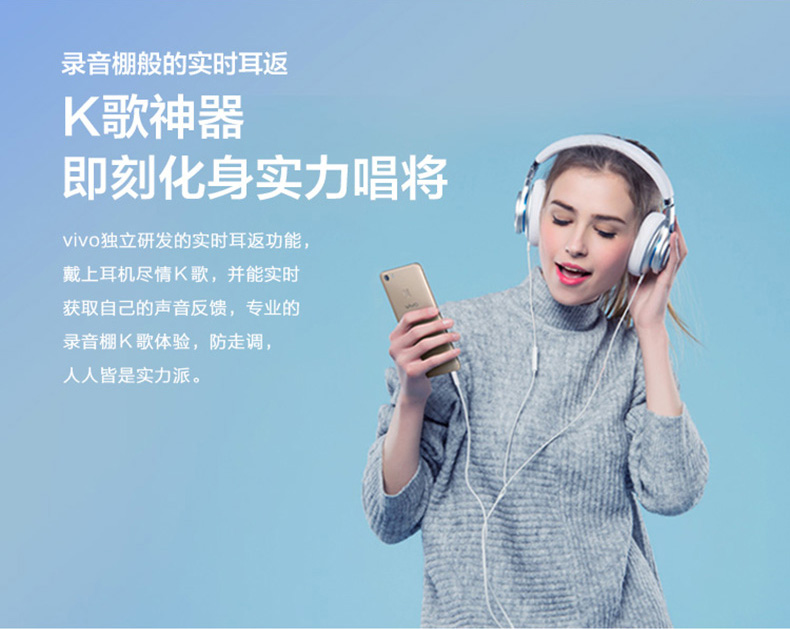 录音棚般的实时耳返
K歌神器
即刻化身实力唱将
vivo独立研发的实时耳返功能，
戴上耳机尽情K歌，并能实时
获取自己的声音反馈，专业的
录音棚K歌体验，防走调，
人人皆是实力派。
vivo